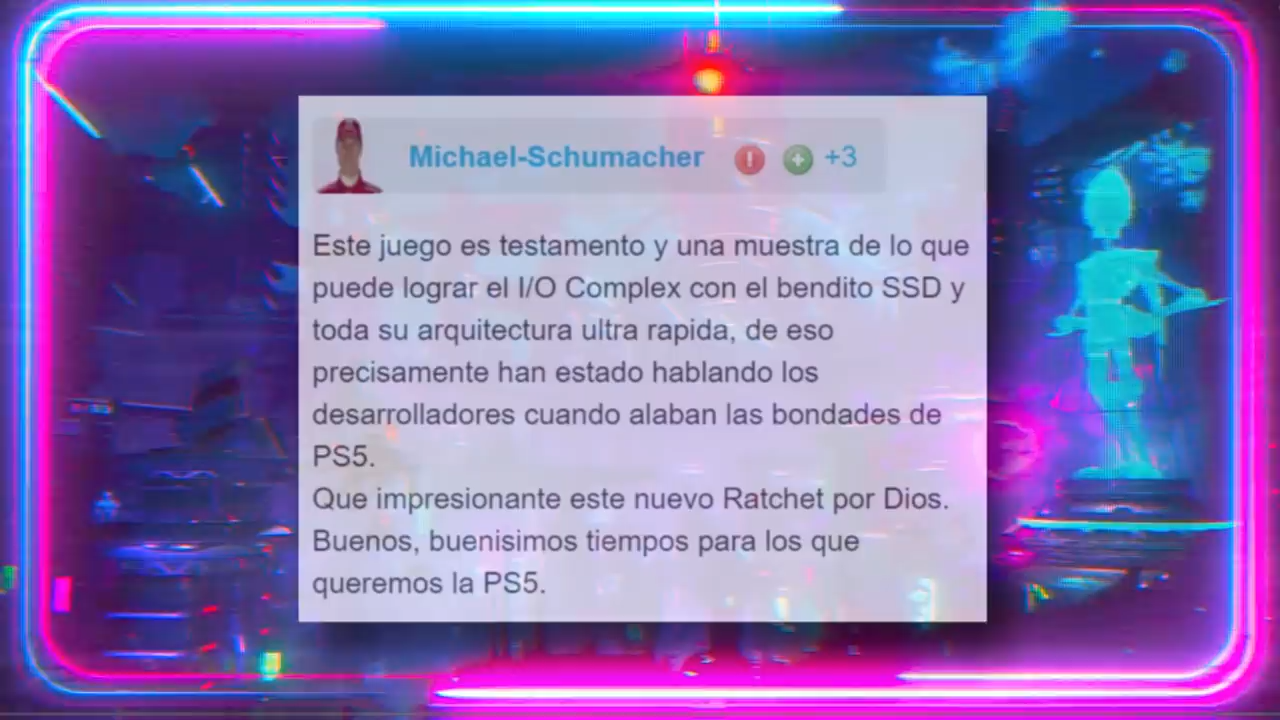 Michael-Schumacher ! + +3
Este juego es testamento y una muestra de lo que
puede lograr el I/O Complex con el bendito SSD y
toda su arquitectura ultra rapida, de eso
precisamente han estado hablando los
desarrolladores cuando alaban las bondades de
PS5.
Que impresionante este nuevo Ratchet por Dios.
Buenos, buenisimos tiempos para los que
queremos la PS5.